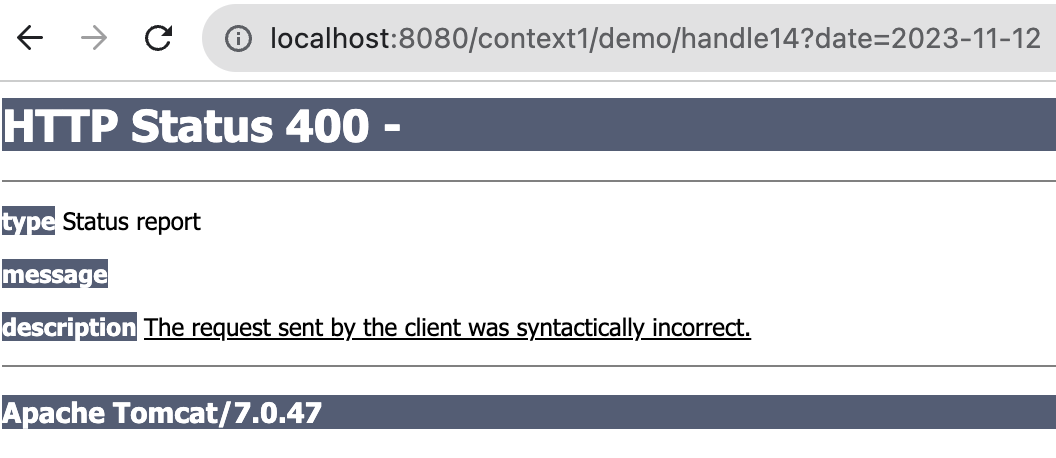 localhost:8080/context1/demo/handle14?date=2023-11-12
HTTP Status 400 -
type Status report
message
description The request sent by the client was syntactically incorrect.
Apache Tomcat/7.0.47